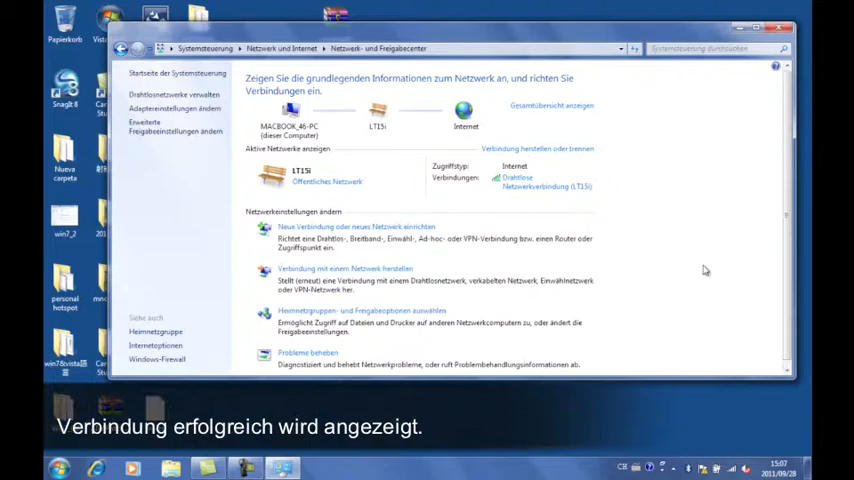 Papierkorb
Vista
Systemsteuerung
Netzwerk und Internet
Netzwerk- und Freigabecenter
Systemsteuerung durchsuchen
Startseite der Systemsteuerung
Drahtlosnetzwerke verwalten
Adaptereinstellungen ändern
Erweiterte
Freigabeeinstellungen ändern
Zeigen Sie die grundlegenden Informationen zum Netzwerk an, und richten Sie
Verbindungen ein.
Gesamtübersicht anzeigen
MACBOOK_46-PC
(dieser Computer)
LT15i
Internet
Aktive Netzwerke anzeigen
Verbindung herstellen oder trennen
LT15i
Öffentliches Netzwerk
Zugriffstyp:
Internet
Verbindungen:
Drahtlose
Netzwerkverbindung (LT15i)
Netzwerkeinstellungen ändern
Neue Verbindung oder neues Netzwerk einrichten
Richtet eine Drahtlos-, Breitband-, Einwähl-, Ad-hoc- oder VPN-Verbindung bzw. einen Router oder
Zugriffspunkt ein.
Verbindung mit einem Netzwerk herstellen
Stellt (erneut) eine Verbindung mit einem Drahtlosnetzwerk, verkabelten Netzwerk, Einwählnetzwerk
oder VPN-Netzwerk her.
Heimnetzgruppen- und Freigabeoptionen auswählen
Ermöglicht Zugriff auf Dateien und Drucker auf anderen Netzwerkcomputern zu, oder ändert die
Freigabeeinstellungen.
Probleme beheben
Diagnostiziert und behebt Netzwerkprobleme, oder ruft Problembehandlungsinformationen ab.
Siehe auch
Heimnetzgruppe
Internetoptionen
Windows-Firewall
SnagIt 8
Nueva
carpeta
win7_2
personal
hotspot
Verbindung erfolgreich wird angezeigt.
CH
15:07
2011/09/28